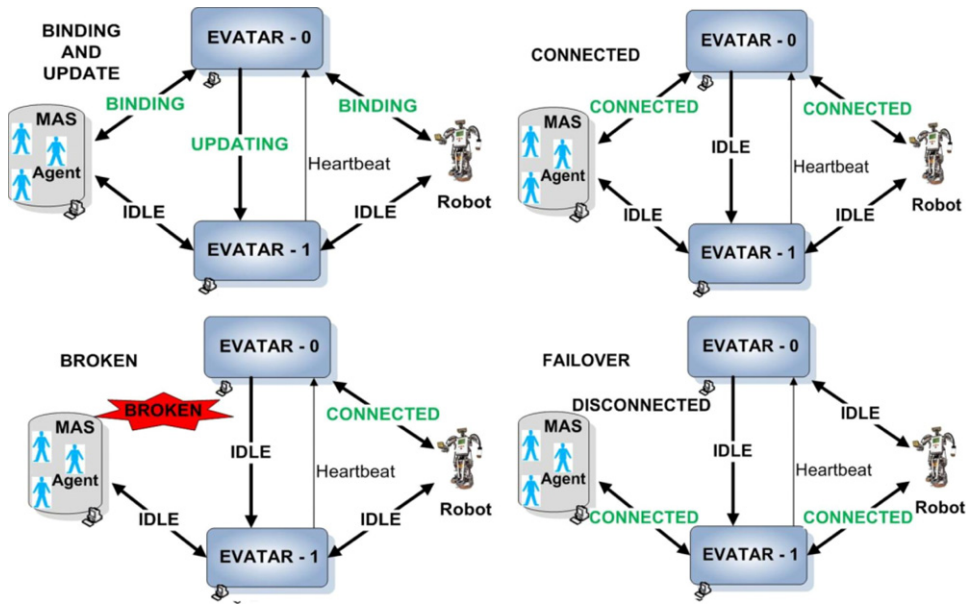 BINDING
AND
UPDATE
EVATAR - 0
BINDING
BINDING
MAS
UPDATING
Agent
Heartbeat
IDLE
IDLE
Robot
EVATAR - 1
CONNECTED
EVATAR - 0
CONNECTED
CONNECTED
MAS
IDLE
Agent
Heartbeat
IDLE
IDLE
Robot
EVATAR - 1
BROKEN
EVATAR - 0
BROKEN
CONNECTED
MAS
IDLE
Agent
Heartbeat
IDLE
IDLE
Robot
EVATAR - 1
FAILOVER
EVATAR - 0
DISCONNECTED
IDLE
MAS
IDLE
Agent
Heartbeat
CONNECTED
CONNECTED
Robot
EVATAR - 1